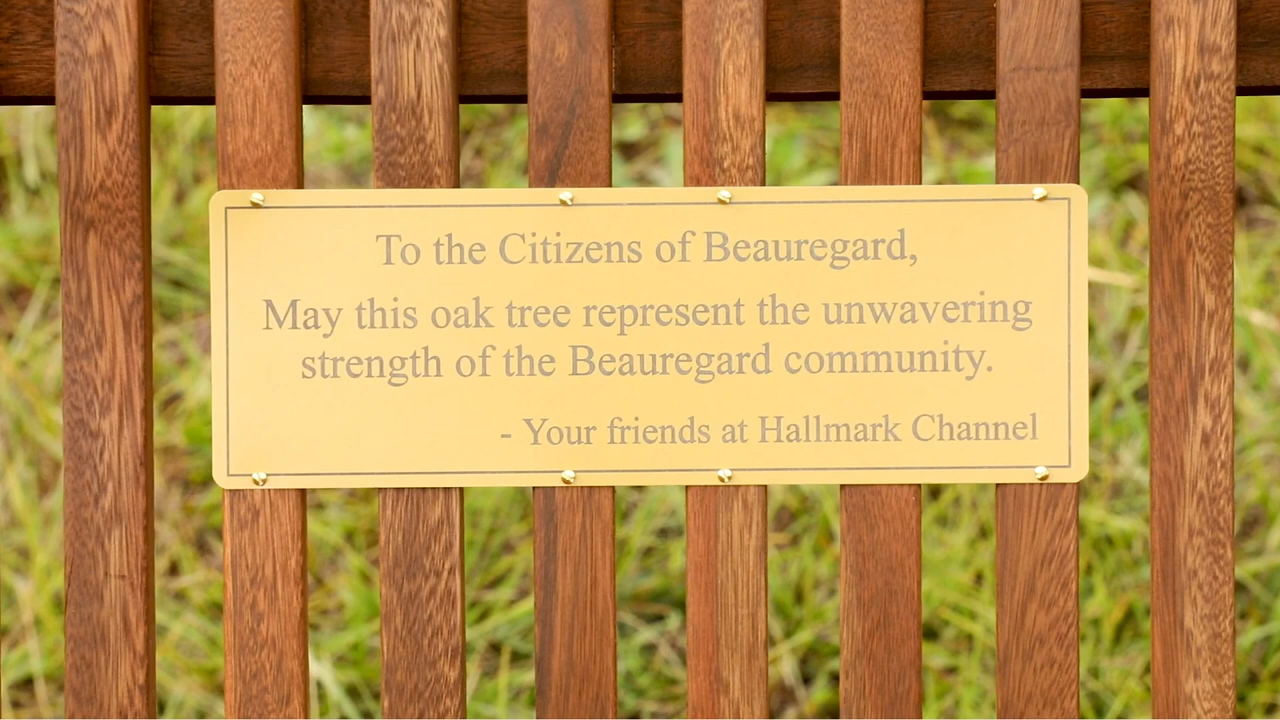 To the Citizens of Beauregard,
May this oak tree represent the unwavering
strength of the Beauregard community.
- Your friends at Hallmark Channel